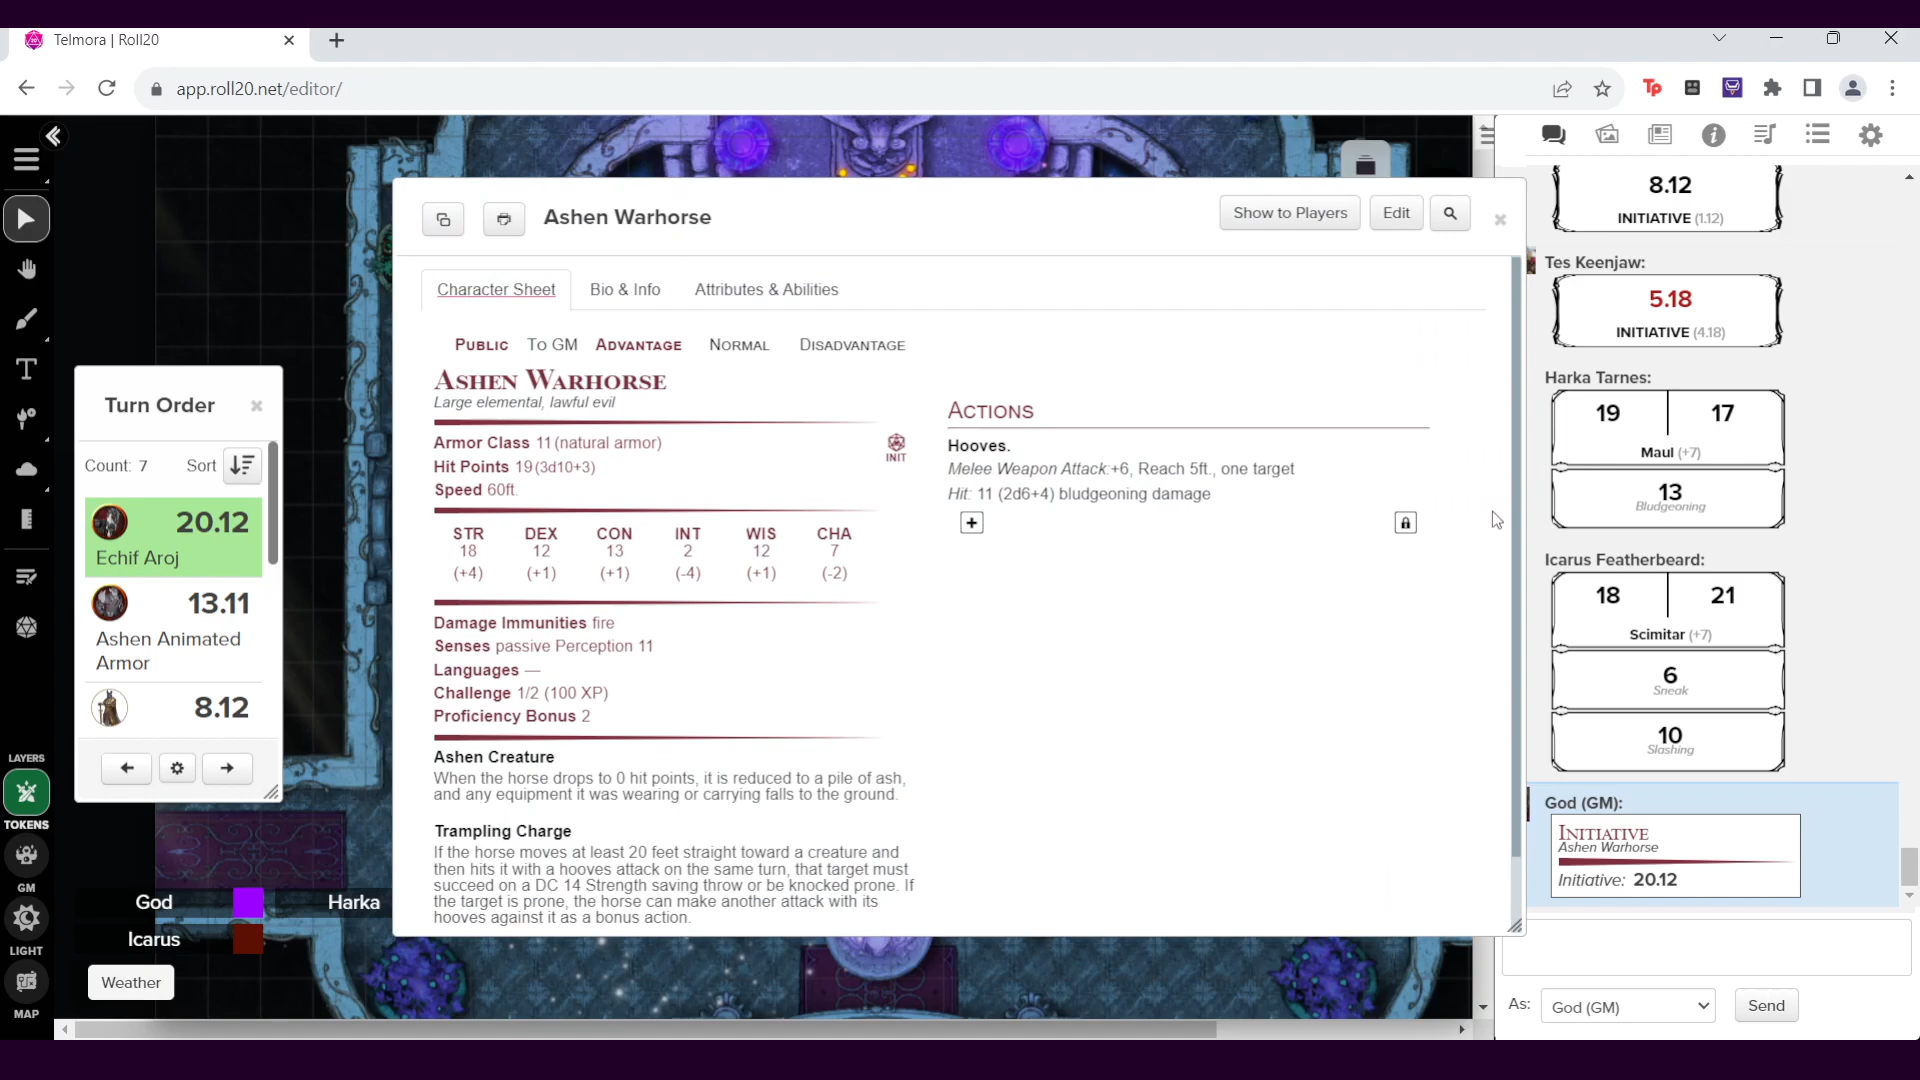 Telmora | Roll20
app.roll20.net/editor/
Tp
Turn Order
Count: 7 Sort
20.12
Echif Aroj
13.11
Ashen Animated
Armor
8.12
LAYERS
TOKENS
GM
LIGHT
MAP
God
Harka
Icarus
Weather
Ashen Warhorse
Show to Players Edit
Character Sheet Bio & Info Attributes & Abilities
PUBLIC TO GM ADVANTAGE NORMAL DISADVANTAGE
ASHEN WARHORSE
Large elemental, lawful evil
Armor Class 11 (natural armor)
Hit Points 19 (3d10+3)
Speed 60ft.
INIT
STR DEX CON INT WIS CHA
18 12 13 2 12 7
(+4) (+1) (+1) (-4) (+1) (-2)
Damage Immunities fire
Senses passive Perception 11
Languages —
Challenge 1/2 (100 XP)
Proficiency Bonus 2
Ashen Creature
When the horse drops to 0 hit points, it is reduced to a pile of ash,
and any equipment it was wearing or carrying falls to the ground.
Trampling Charge
If the horse moves at least 20 feet straight toward a creature and
then hits it with a hooves attack on the same turn, that target must
succeed on a DC 14 Strength saving throw or be knocked prone. If
the target is prone, the horse can make another attack with its
hooves against it as a bonus action.
ACTIONS
Hooves.
Melee Weapon Attack:+6, Reach 5ft., one target
Hit: 11 (2d6+4) bludgeoning damage
8.12
INITIATIVE (1.12)
Tes Keenjaw:
5.18
INITIATIVE (4.18)
Harka Tarnes:
19 17
Maul (+7)
13
Bludgeoning
Icarus Featherbeard:
18 21
Scimitar (+7)
6
Sneak
10
Slashing
God (GM):
INITIATIVE
Ashen Warhorse
Initiative: 20.12
As: God (GM) Send